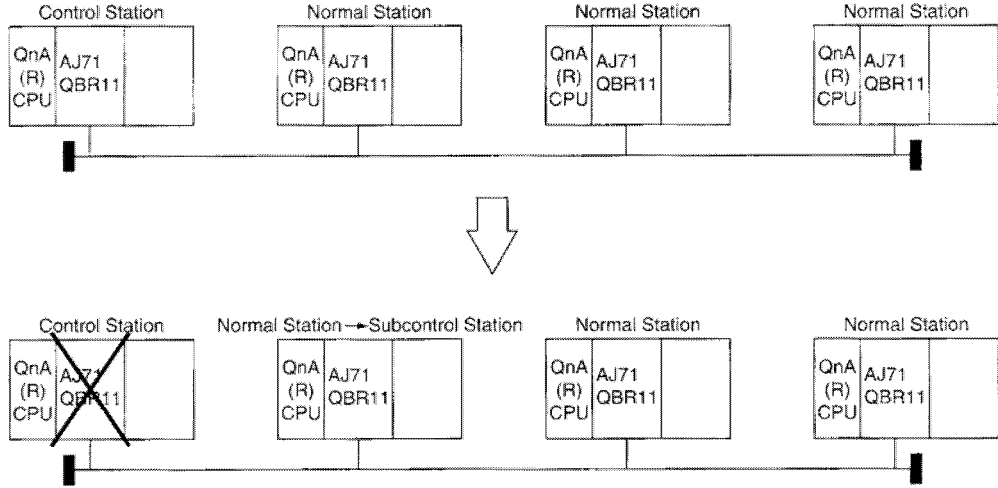 Control Station
Normal Station
Normal Station
Normal Station
QnA
(R)
CPU
AJ71
QBR11
QnA
(R)
CPU
AJ71
QBR11
QnA
(R)
CPU
AJ71
QBR11
QnA
(R)
CPU
AJ71
QBR11
Control Station
Normal Station→Subcontrol Station
Normal Station
Normal Station
QnA
(R)
CPU
AJ71
QBR11
QnA
(R)
CPU
AJ71
QBR11
QnA
(R)
CPU
AJ71
QBR11
QnA
(R)
CPU
AJ71
QBR11